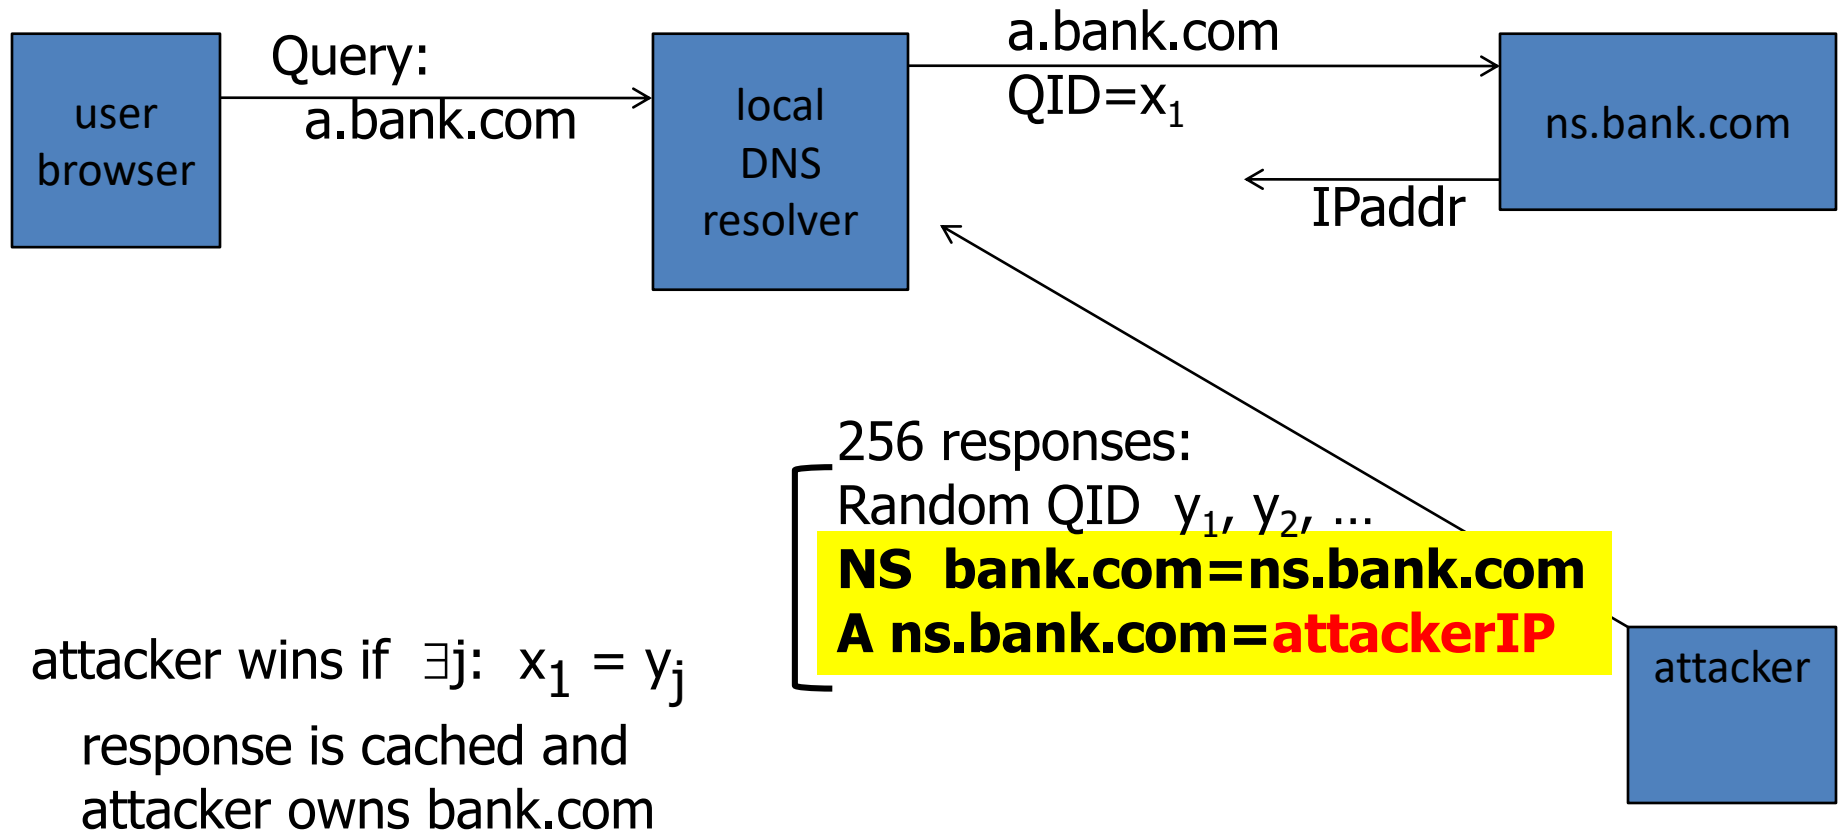 user
browser
Query:
a.bank.com
local
DNS
resolver
a.bank.com
QID=x₁
IPaddr
ns.bank.com
256 responses:
Random QID y₁, y₂, …
NS bank.com=ns.bank.com
A ns.bank.com=attackerIP
attacker
attacker wins if ∃j: x₁ = yⱼ
response is cached and
attacker owns bank.com